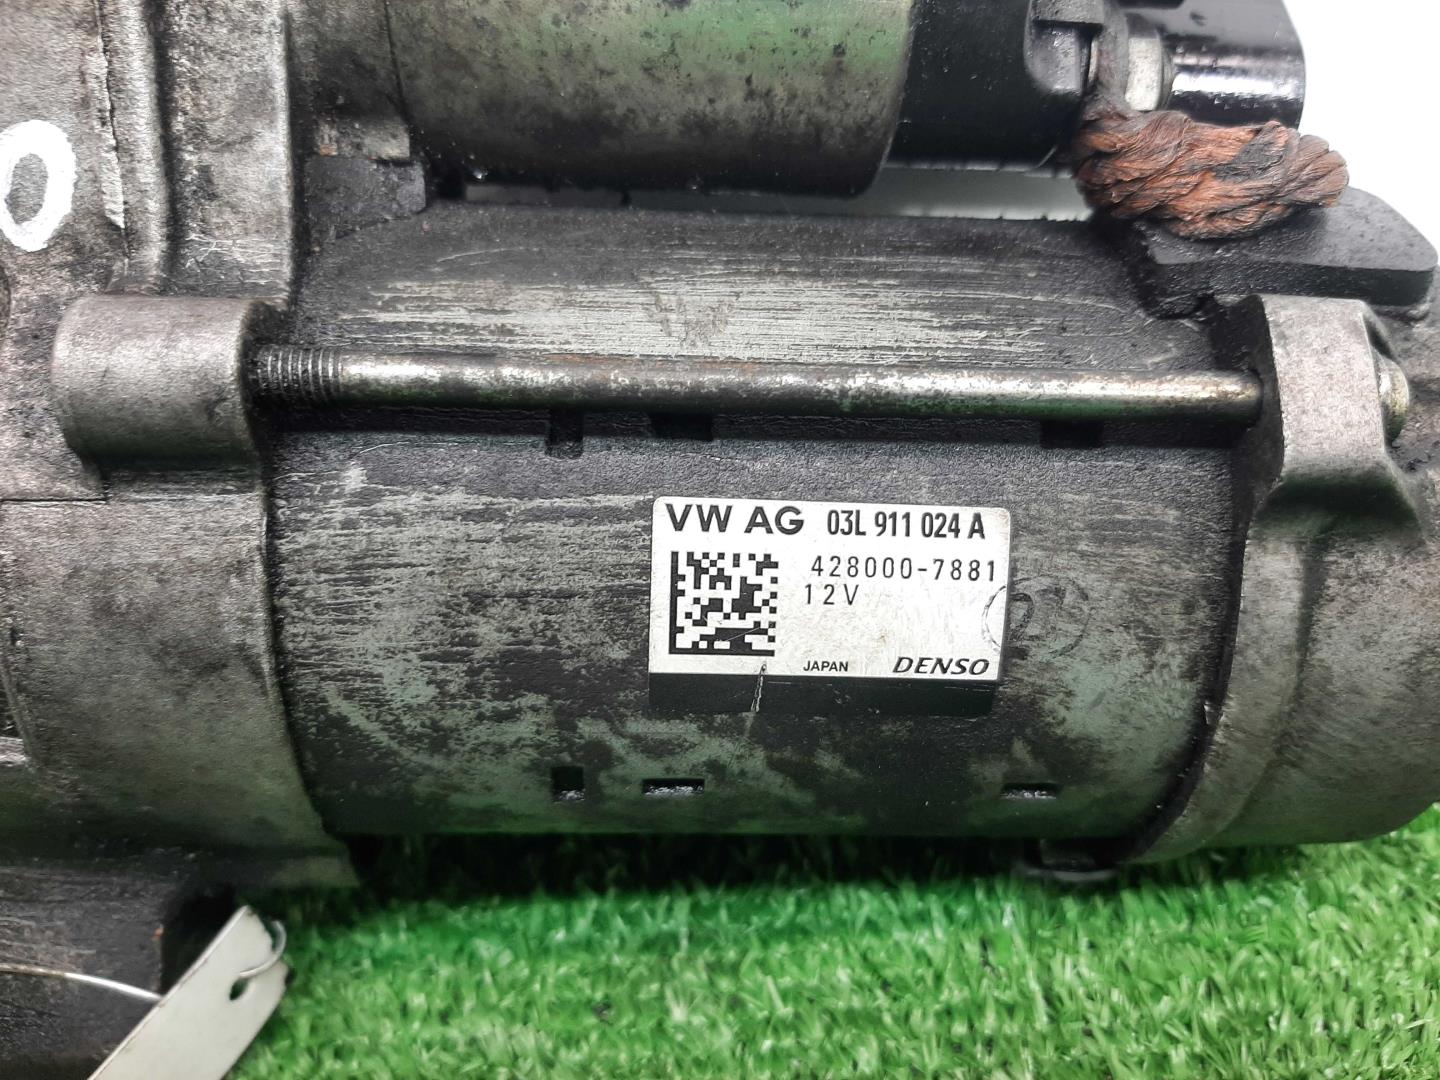 O
VW AG 03L 911 024 A
428000-7881
12V
JAPAN DENSO